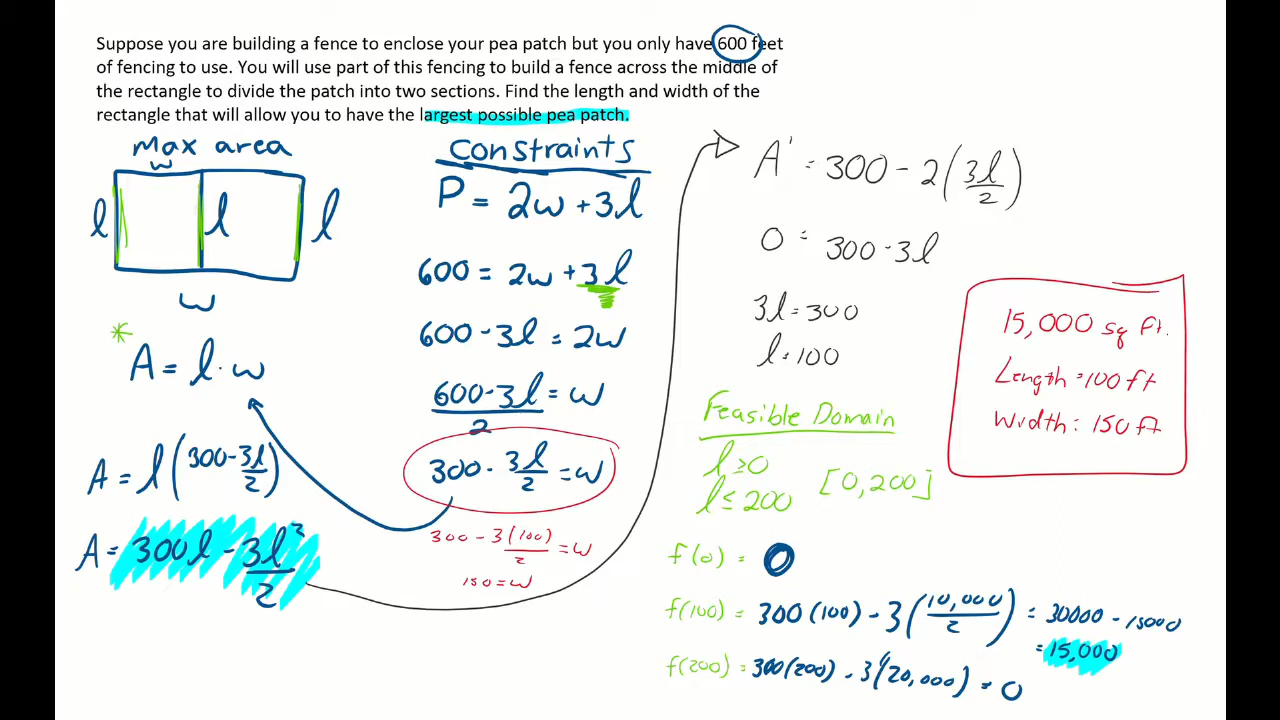 Suppose you are building a fence to enclose your pea patch but you only have 600 feet
of fencing to use. You will use part of this fencing to build a fence across the middle of
the rectangle to divide the patch into two sections. Find the length and width of the
rectangle that will allow you to have the largest possible pea patch.
Max area
w
l l l
w
* A = l · w
A = l (300 - 3l/2)
A = 300l - 3l²/2
Constraints
P = 2w + 3l
600 = 2w + 3l
600 - 3l = 2w
600 - 3l / 2 = w
300 - 3l/2 = w
300 - 3(100)/2 = w
150 = w
A' = 300 - 2(3l/2)
0 = 300 - 3l
3l = 300
l = 100
Feasible Domain
l ≥ 0
l ≤ 200 [0,200]
f(0) = 0
f(100) = 300(100) - 3(10,000/2) = 30000 - 15000
= 15,000
f(200) = 300(200) - 3(20,000) = 0
15,000 sq ft.
Length = 100 ft
Width: 150 ft